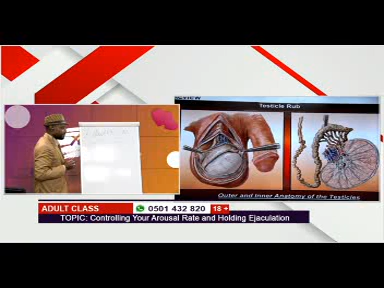 Testicle Rub
Outer and Inner Anatomy of the Testicles
ADULT CLASS
0501 432 820
18 +
TOPIC: Controlling Your Arousal Rate and Holding Ejaculation